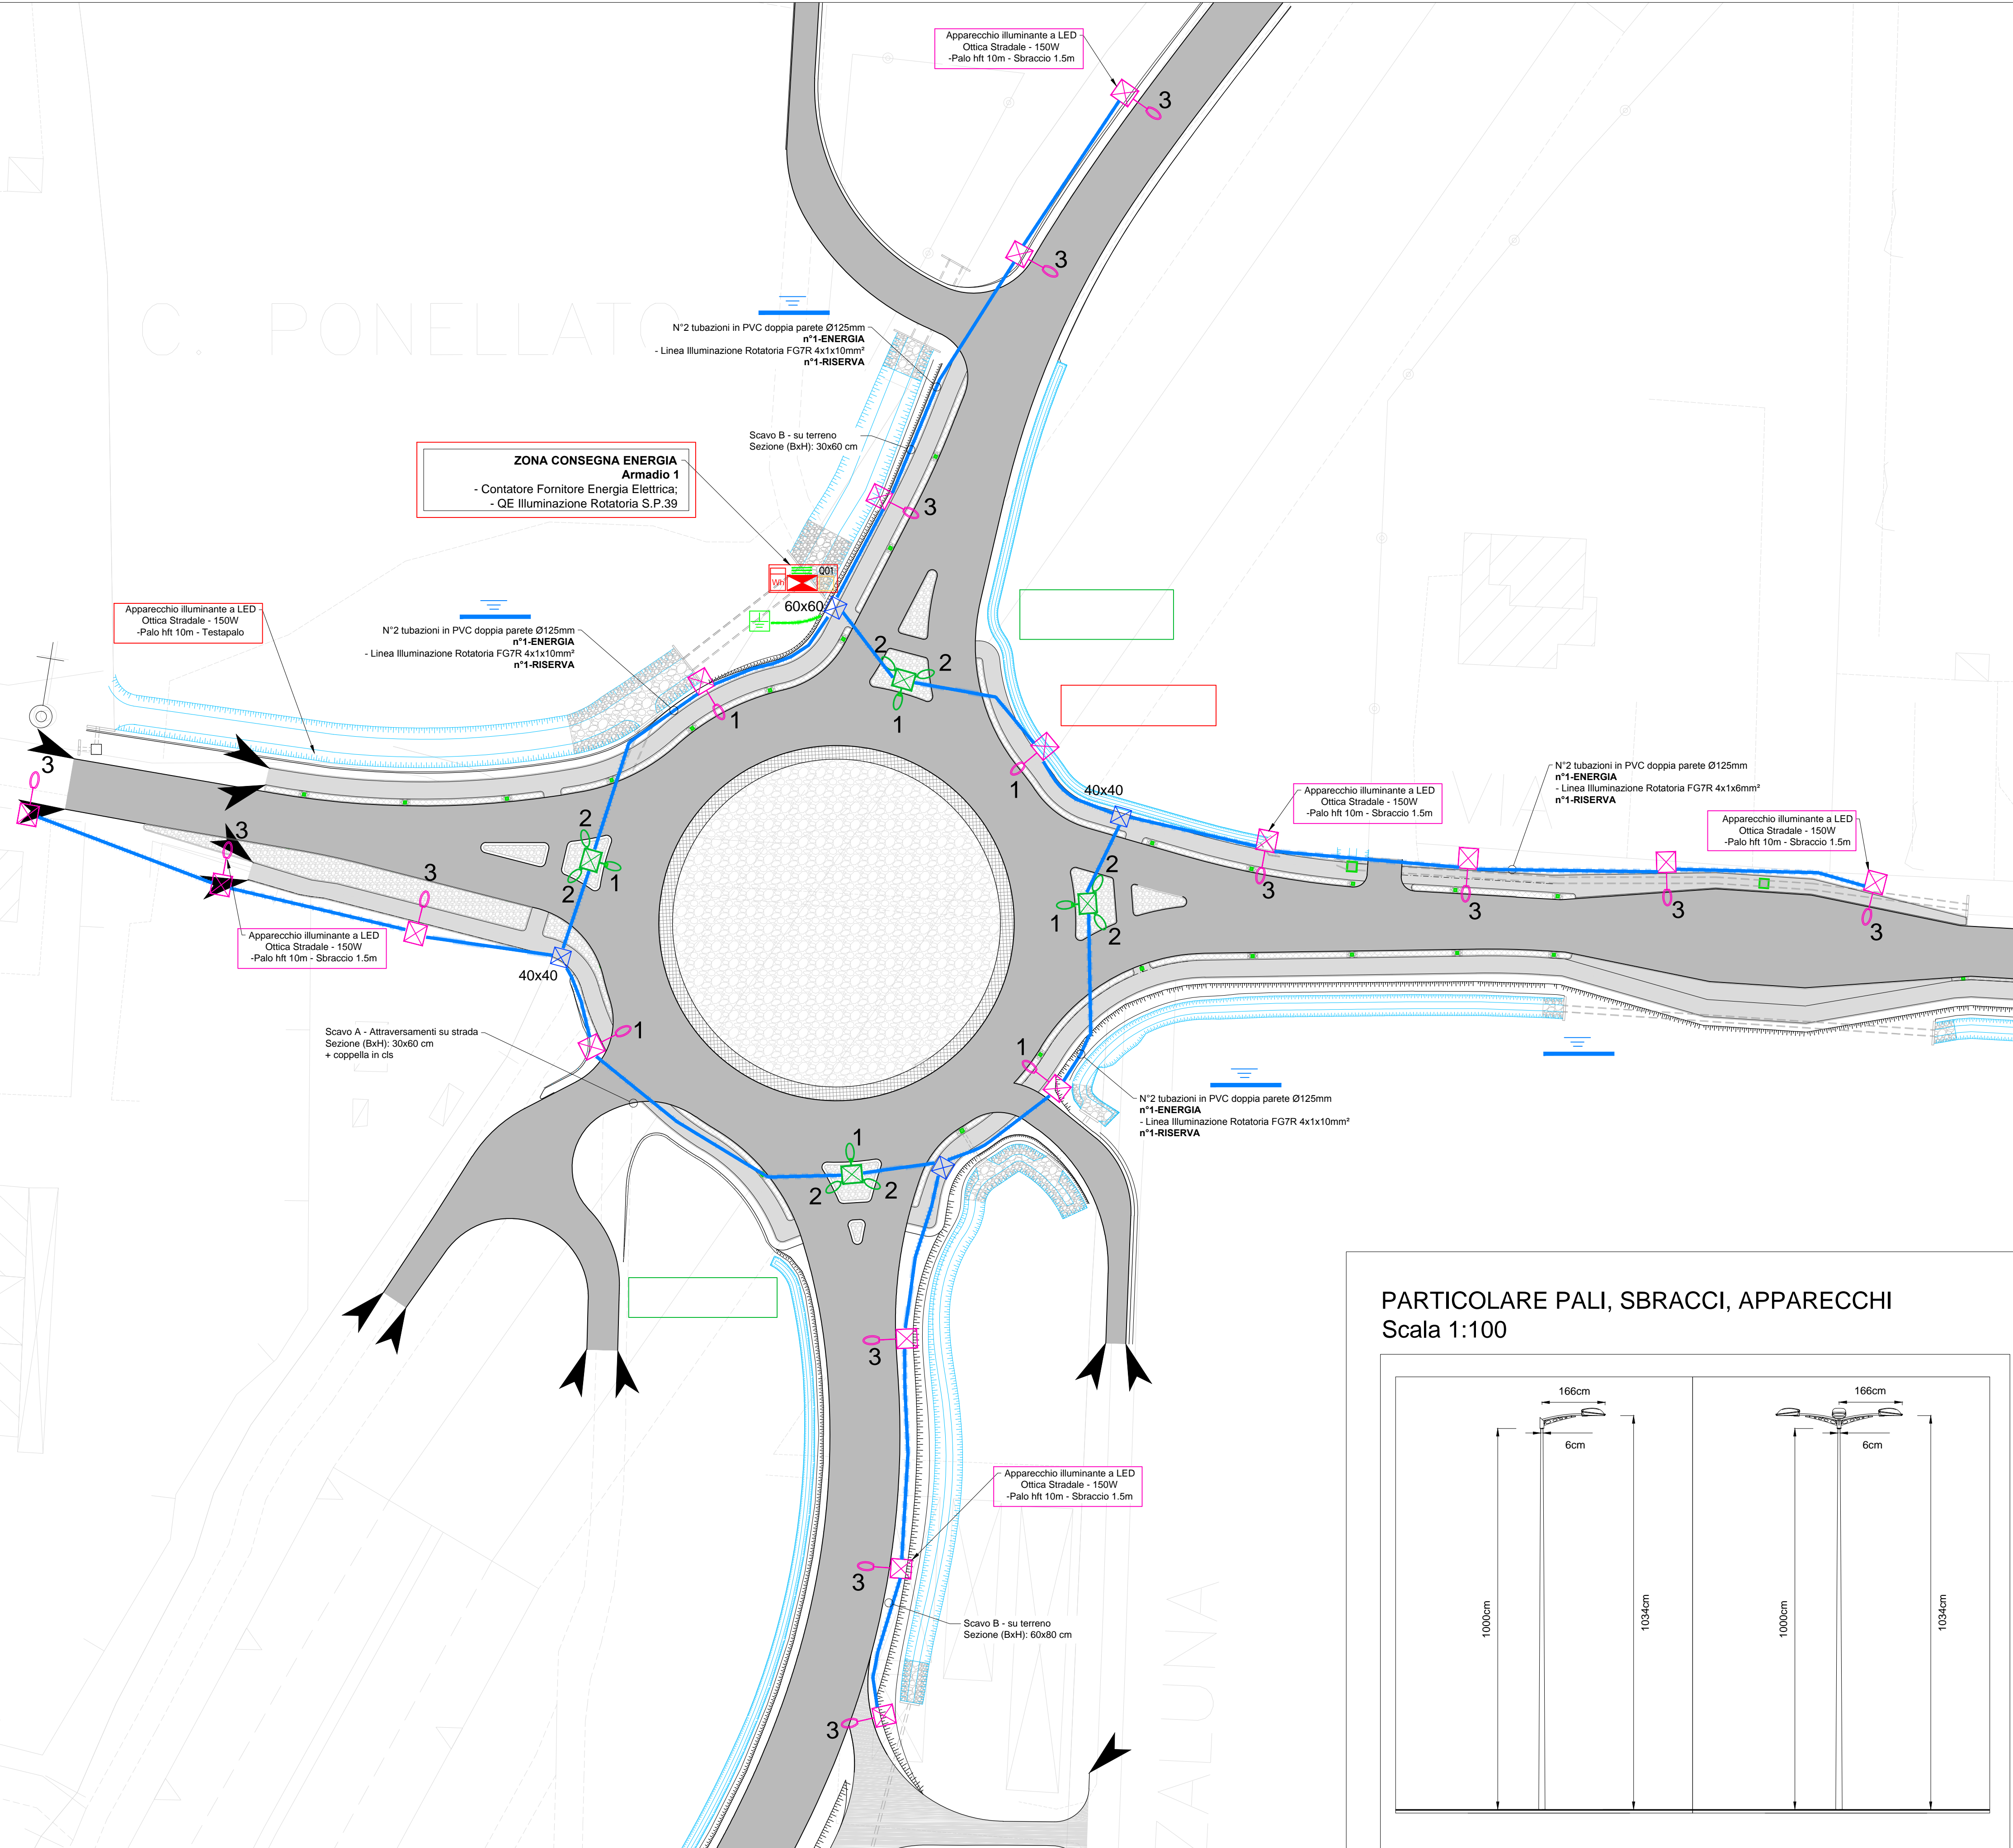 Apparecchio illuminante a LED
Ottica Stradale - 150W
-Palo hft 10m - Sbraccio 1.5m
3
3
C. PONELLATO
N°2 tubazioni in PVC doppia parete Ø125mm
n°1-ENERGIA
- Linea Illuminazione Rotatoria FG7R 4x1x10mm²
n°1-RISERVA
Scavo B - su terreno
Sezione (BxH): 30x60 cm
ZONA CONSEGNA ENERGIA
Armadio 1
- Contatore Fornitore Energia Elettrica;
- QE Illuminazione Rotatoria S.P.39
3
Q01
Wh
60x60
Apparecchio illuminante a LED
Ottica Stradale - 150W
-Palo hft 10m - Testapalo
N°2 tubazioni in PVC doppia parete Ø125mm
n°1-ENERGIA
- Linea Illuminazione Rotatoria FG7R 4x1x10mm²
n°1-RISERVA
2
2
1
1
3
1
40x40
Apparecchio illuminante a LED
Ottica Stradale - 150W
-Palo hft 10m - Sbraccio 1.5m
N°2 tubazioni in PVC doppia parete Ø125mm
n°1-ENERGIA
- Linea Illuminazione Rotatoria FG7R 4x1x6mm²
n°1-RISERVA
Apparecchio illuminante a LED
Ottica Stradale - 150W
-Palo hft 10m - Sbraccio 1.5m
3
3
2
2
1
2
1
2
3
3
3
3
Apparecchio illuminante a LED
Ottica Stradale - 150W
-Palo hft 10m - Sbraccio 1.5m
40x40
Scavo A - Attraversamenti su strada
Sezione (BxH): 30x60 cm
+ coppella in cls
1
1
N°2 tubazioni in PVC doppia parete Ø125mm
n°1-ENERGIA
- Linea Illuminazione Rotatoria FG7R 4x1x10mm²
n°1-RISERVA
1
2
2
3
PARTICOLARE PALI, SBRACCI, APPARECCHI
Scala 1:100
166cm
6cm
1000cm
1034cm
166cm
6cm
1000cm
1034cm
Apparecchio illuminante a LED
Ottica Stradale - 150W
-Palo hft 10m - Sbraccio 1.5m
3
Scavo B - su terreno
Sezione (BxH): 60x80 cm
3